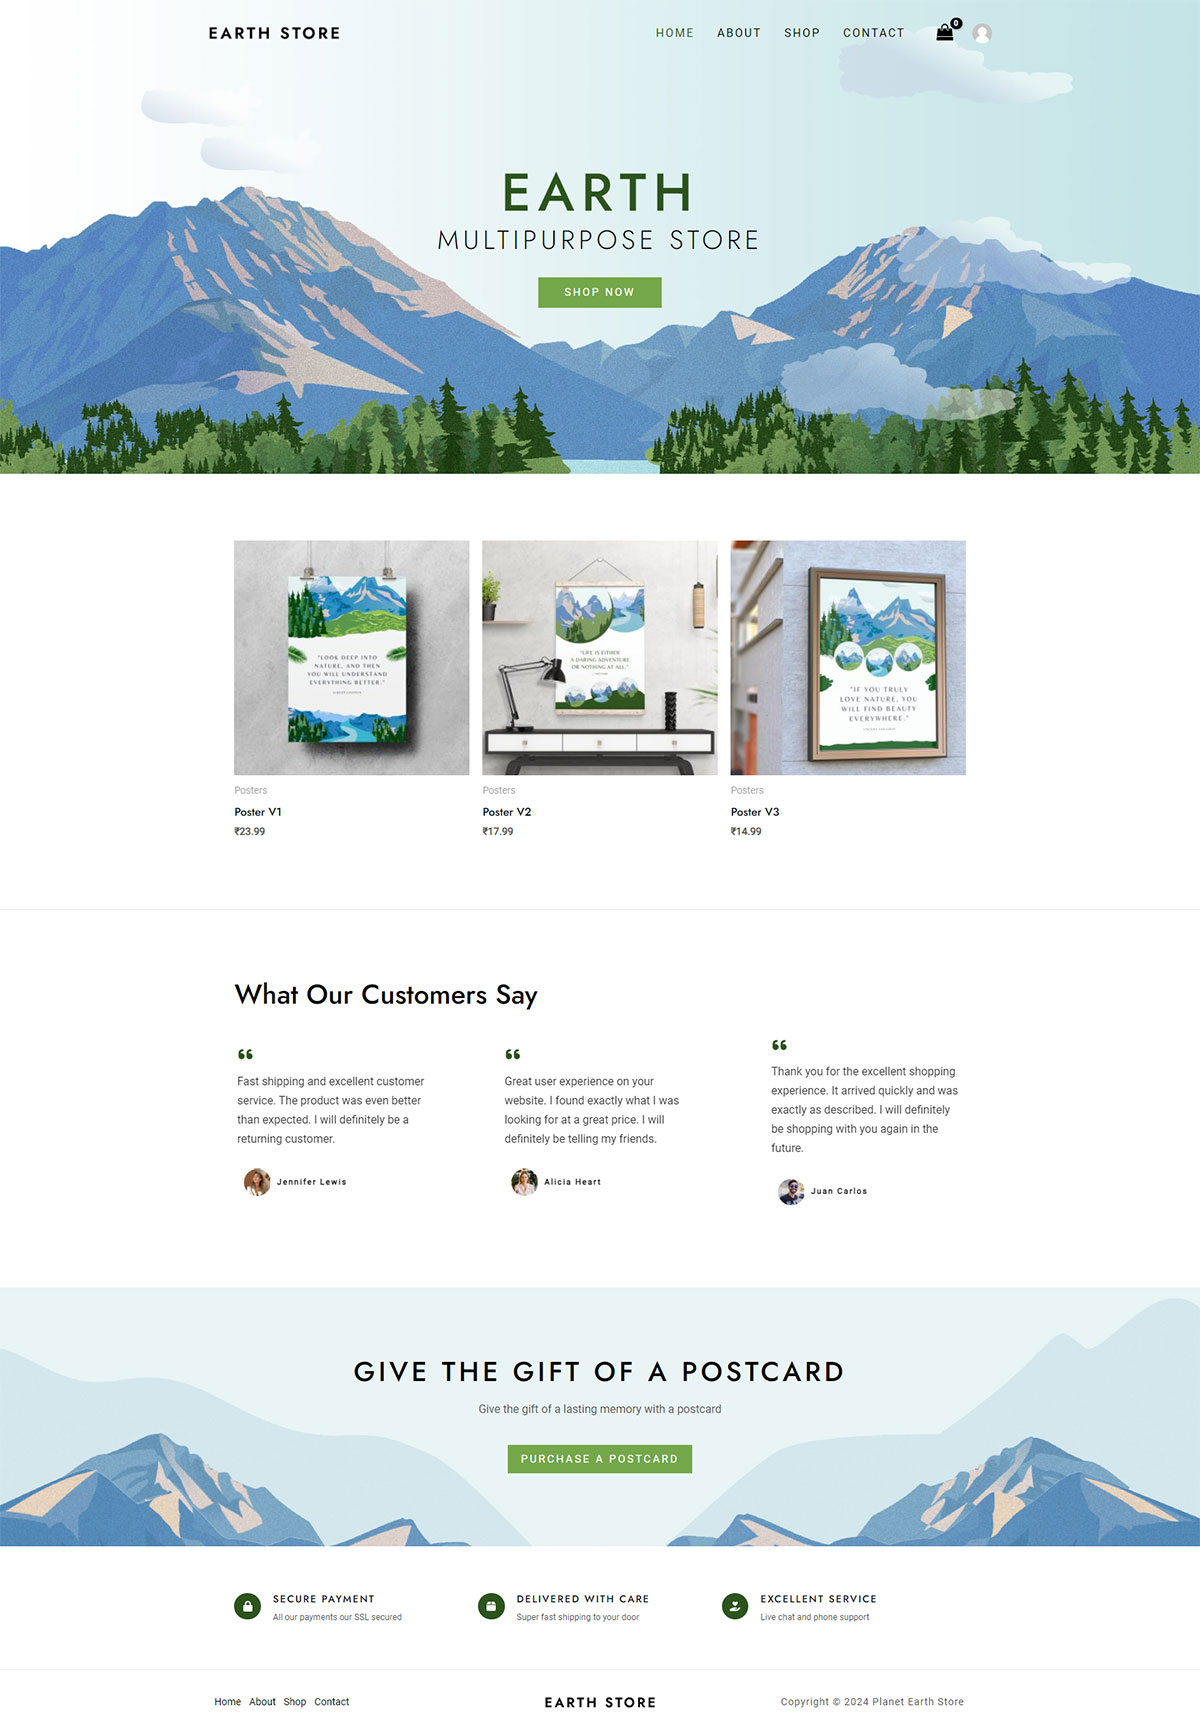 EARTH STORE
HOME ABOUT SHOP CONTACT 0
EARTH
MULTIPURPOSE STORE
SHOP NOW
"LOOK DEEP INTO
NATURE, AND THEN
YOU WILL UNDERSTAND
EVERYTHING BETTER."
"LIFE IS EITHER
A DARING ADVENTURE
OR NOTHING AT ALL."
"IF YOU TRULY
LOVE NATURE, YOU
WILL FIND BEAUTY
EVERYWHERE."
Posters
Poster V1
₹23.99
Posters
Poster V2
₹17.99
Posters
Poster V3
₹14.99
What Our Customers Say
Fast shipping and excellent customer
service. The product was even better
than expected. I will definitely be a
returning customer.
Jennifer Lewis
Great user experience on your
website. I found exactly what I was
looking for at a great price. I will
definitely be telling my friends.
Alicia Heart
Thank you for the excellent shopping
experience. It arrived quickly and was
exactly as described. I will definitely
be shopping with you again in the
future.
Juan Carlos
GIVE THE GIFT OF A POSTCARD
Give the gift of a lasting memory with a postcard
PURCHASE A POSTCARD
SECURE PAYMENT
All our payments our SSL secured
DELIVERED WITH CARE
Super fast shipping to your door
EXCELLENT SERVICE
Live chat and phone support
Home About Shop Contact
EARTH STORE
Copyright © 2024 Planet Earth Store